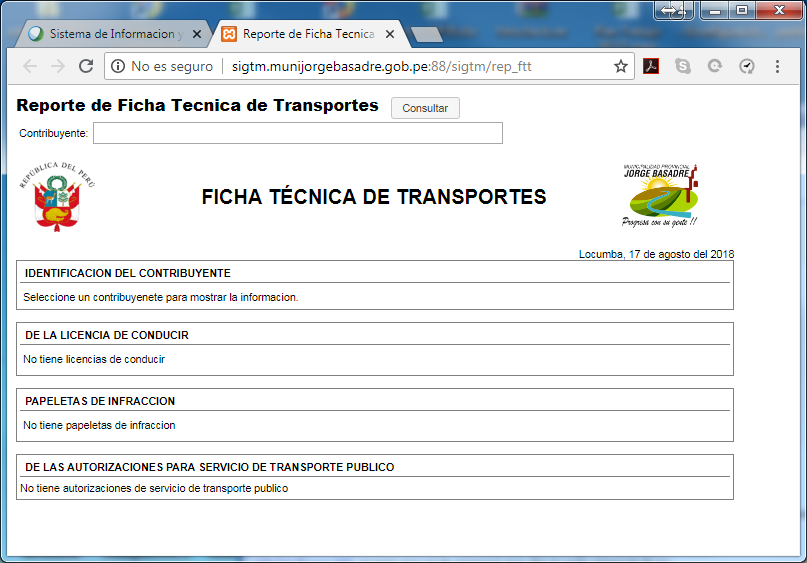 Sistema de Informacion y
Reporte de Ficha Tecnica
No es seguro
sigtm.munijorgebasadre.gob.pe:88/sigtm/rep_ftt
Reporte de Ficha Tecnica de Transportes
Consultar
Contribuyente:
REPÚBLICA DEL PERÚ
FICHA TÉCNICA DE TRANSPORTES
MUNICIPALIDAD PROVINCIAL
JORGE BASADRE
Progresa con su gente !!
Locumba, 17 de agosto del 2018
IDENTIFICACION DEL CONTRIBUYENTE
Seleccione un contribuyenete para mostrar la informacion.
DE LA LICENCIA DE CONDUCIR
No tiene licencias de conducir
PAPELETAS DE INFRACCION
No tiene papeletas de infraccion
DE LAS AUTORIZACIONES PARA SERVICIO DE TRANSPORTE PUBLICO
No tiene autorizaciones de servicio de transporte publico